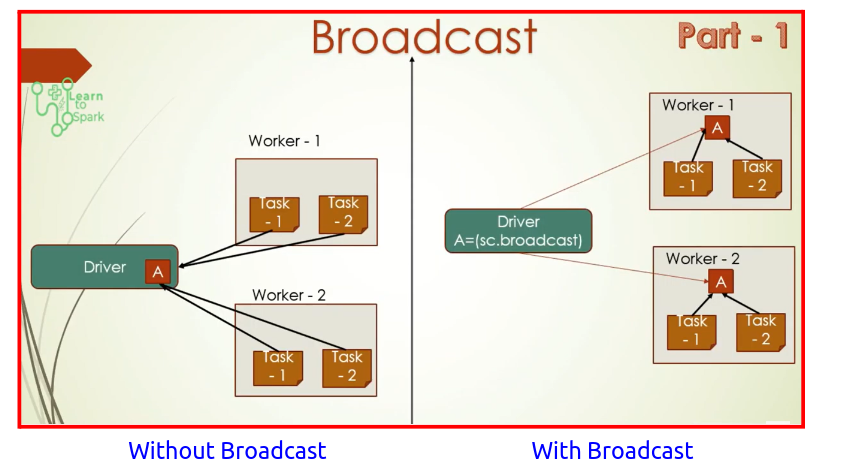 Broadcast
Part - 1
Learn
to
Spark
Worker - 1
Task
- 1
Task
- 2
Driver
A
Worker - 2
Task
- 1
Task
- 2
Worker - 1
A
Task
- 1
Task
- 2
Driver
A=(sc.broadcast)
Worker - 2
A
Task
- 1
Task
- 2
Without Broadcast
With Broadcast